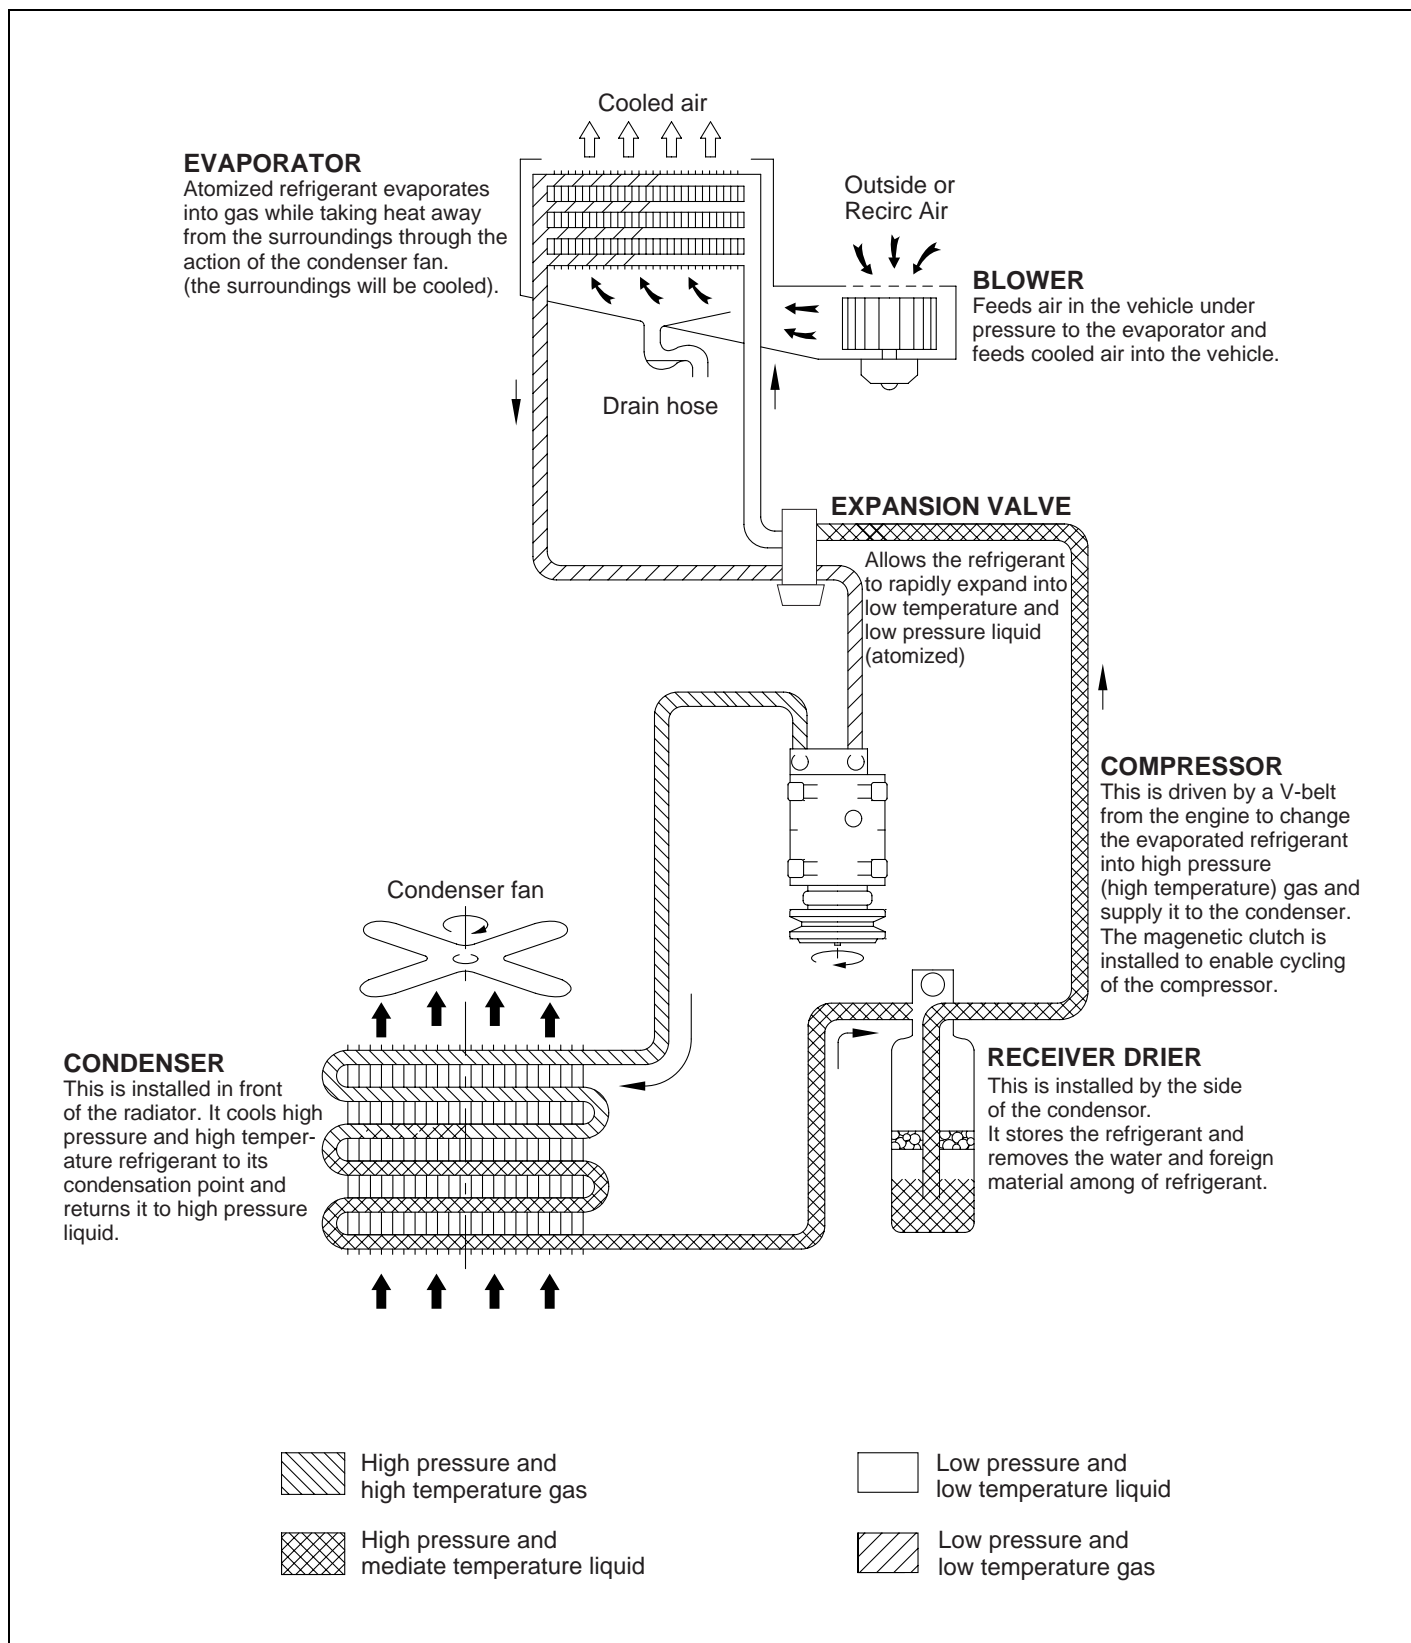 Cooled air
EVAPORATOR
Atomized refrigerant evaporates
into gas while taking heat away
from the surroundings through the
action of the condenser fan.
(the surroundings will be cooled).
Outside or
Recirc Air
BLOWER
Feeds air in the vehicle under
pressure to the evaporator and
feeds cooled air into the vehicle.
Drain hose
EXPANSION VALVE
Allows the refrigerant
to rapidly expand into
low temperature and
low pressure liquid
(atomized)
COMPRESSOR
This is driven by a V-belt
from the engine to change
the evaporated refrigerant
into high pressure
(high temperature) gas and
supply it to the condenser.
The magenetic clutch is
installed to enable cycling
of the compressor.
Condenser fan
CONDENSER
This is installed in front
of the radiator. It cools high
pressure and high temper-
ature refrigerant to its
condensation point and
returns it to high pressure
liquid.
RECEIVER DRIER
This is installed by the side
of the condensor.
It stores the refrigerant and
removes the water and foreign
material among of refrigerant.
High pressure and
high temperature gas
High pressure and
mediate temperature liquid
Low pressure and
low temperature liquid
Low pressure and
low temperature gas